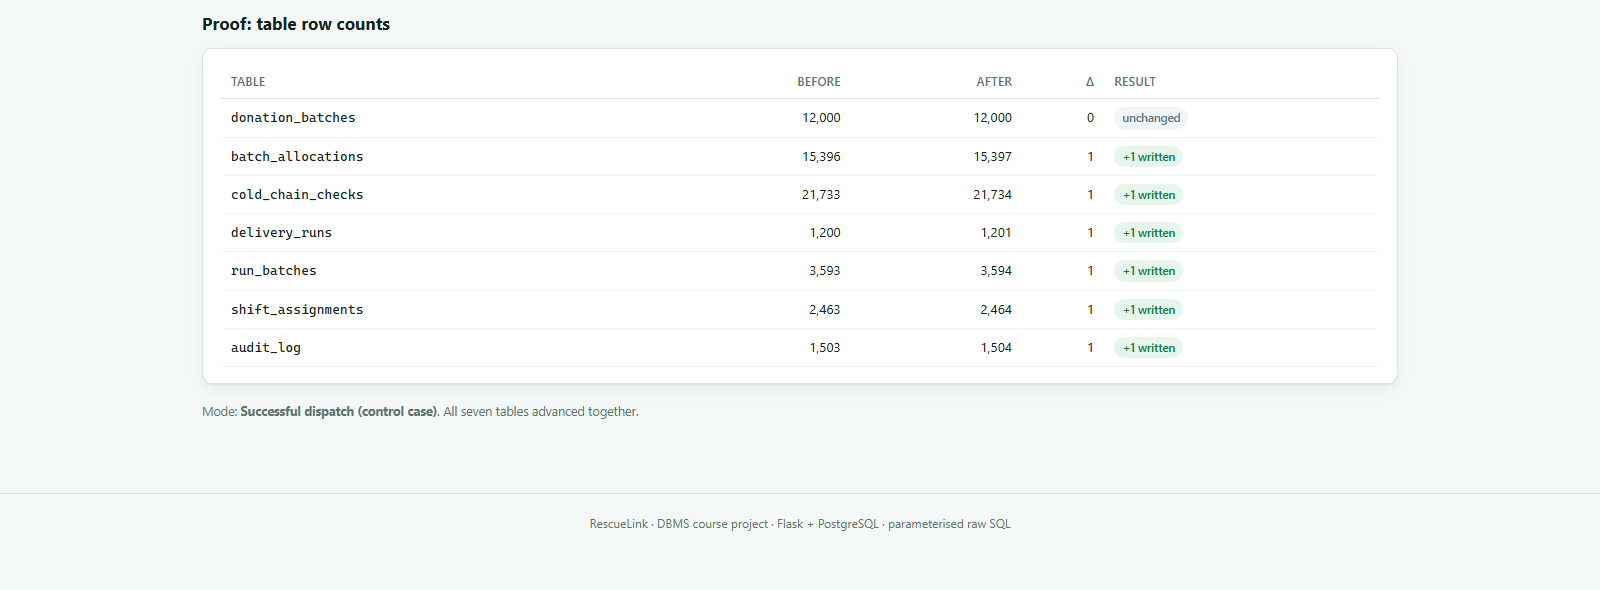 Proof: table row counts
TABLE BEFORE AFTER Δ RESULT
donation_batches 12,000 12,000 0 unchanged
batch_allocations 15,396 15,397 1 +1 written
cold_chain_checks 21,733 21,734 1 +1 written
delivery_runs 1,200 1,201 1 +1 written
run_batches 3,593 3,594 1 +1 written
shift_assignments 2,463 2,464 1 +1 written
audit_log 1,503 1,504 1 +1 written
Mode: Successful dispatch (control case). All seven tables advanced together.
RescueLink · DBMS course project · Flask + PostgreSQL · parameterised raw SQL